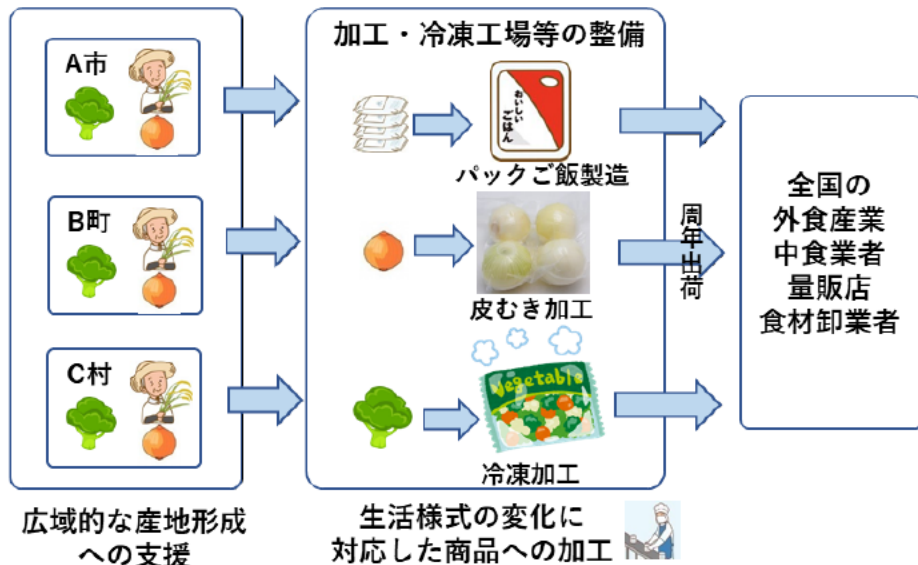 A市
B町
C村
広域的な産地形成
への支援
加工・冷凍工場等の整備
おいしい
ごはん
パックご飯製造
皮むき加工
Vegetable
冷凍加工
生活様式の変化に
対応した商品への加工
周年出荷
全国の
外食産業
中食業者
量販店
食材卸業者